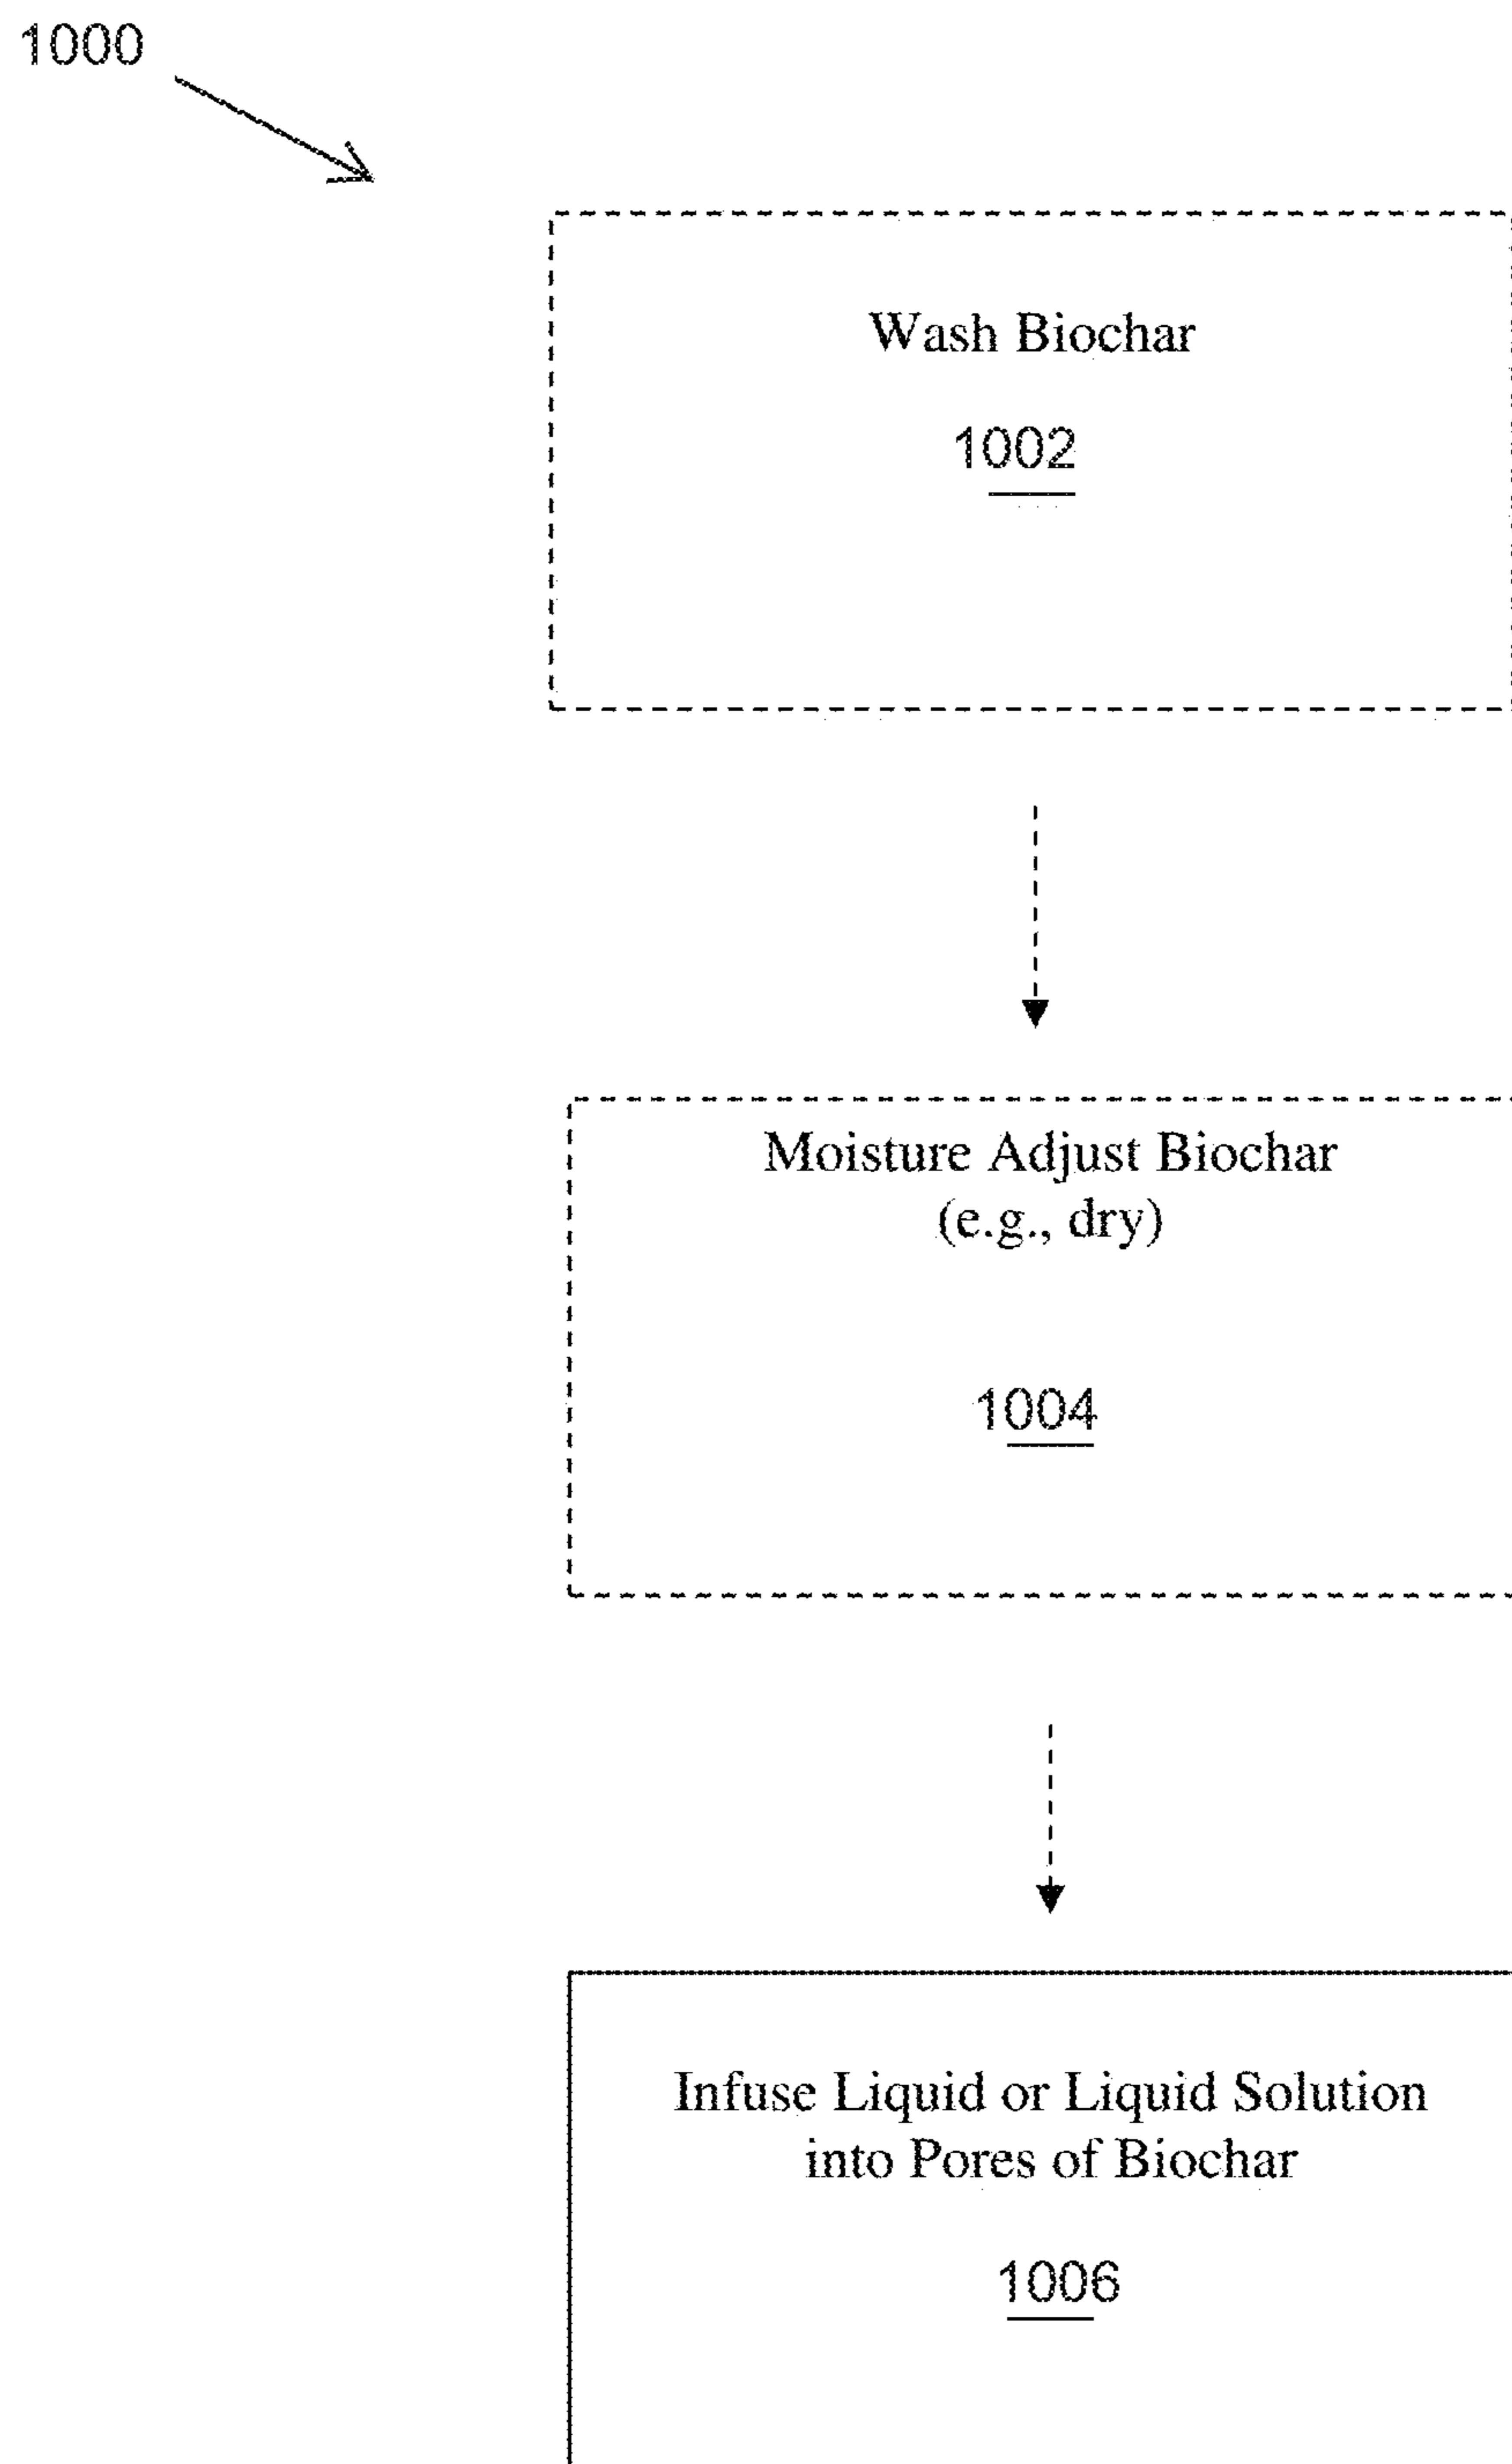 1000
Wash Biochar
1002
Moisture Adjust Biochar
(e.g., dry)
1004
Infuse Liquid or Liquid Solution
into Pores of Biochar
1006